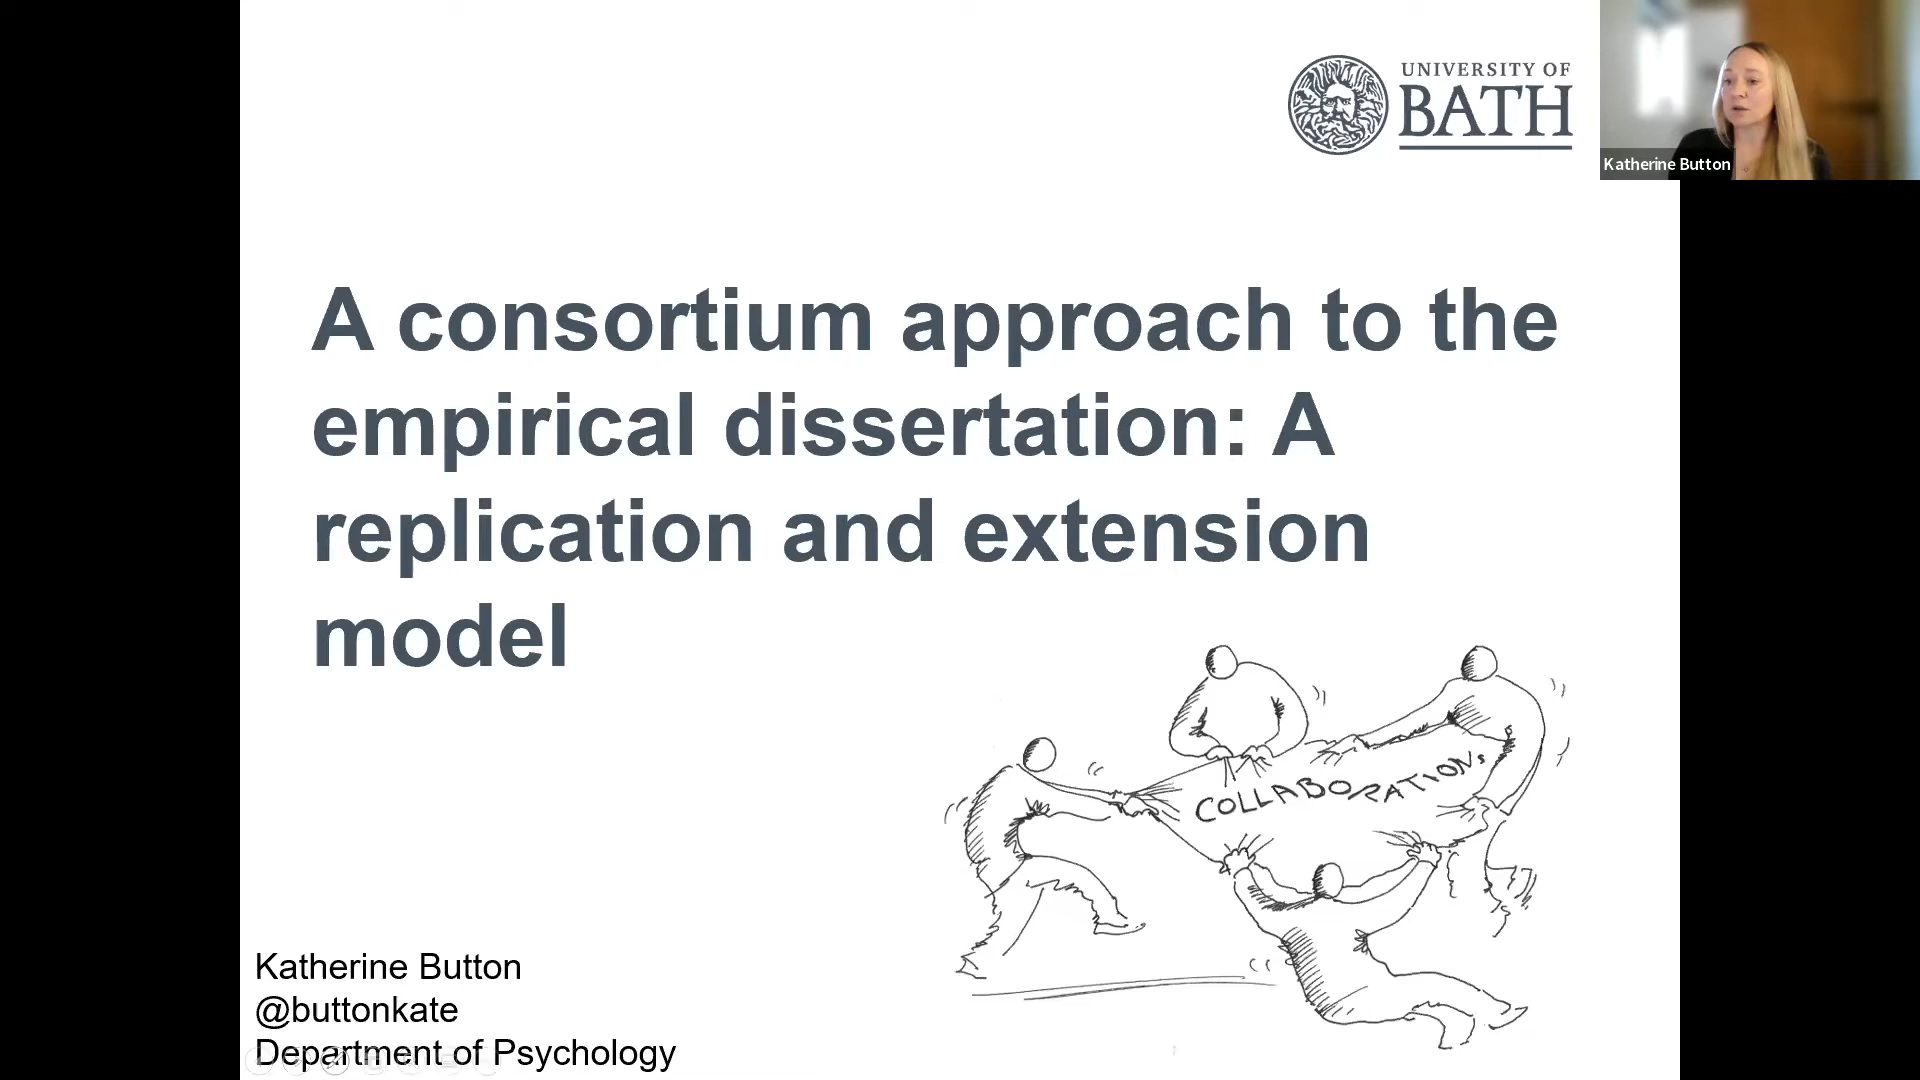 UNIVERSITY OF
BATH
Katherine Button
A consortium approach to the
empirical dissertation: A
replication and extension
model
COLLABORATIONS
Katherine Button
@buttonkate
Department of Psychology